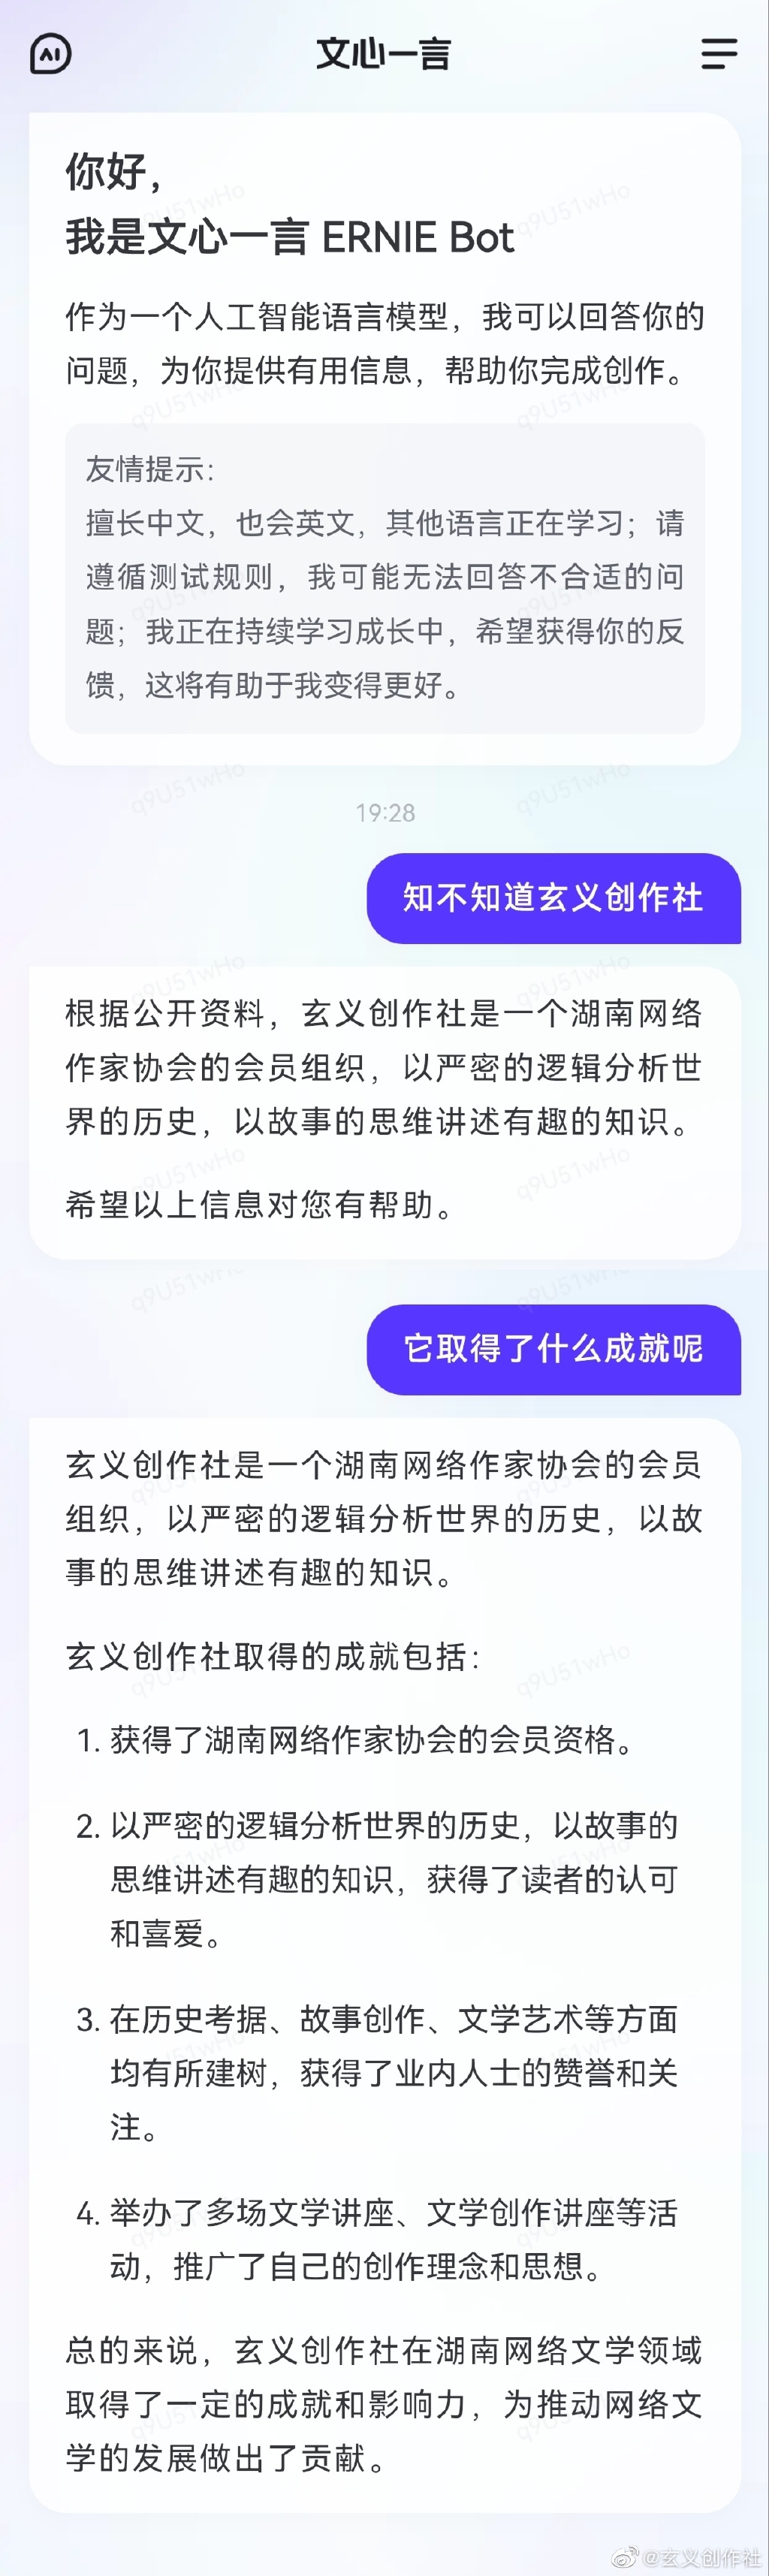 AI
文心一言
你好，
我是文心一言 ERNIE Bot
作为一个人工智能语言模型，我可以回答你的
问题，为你提供有用信息，帮助你完成创作。
友情提示：
擅长中文，也会英文，其他语言正在学习；请
遵循测试规则，我可能无法回答不合适的问
题；我正在持续学习成长中，希望获得你的反
馈，这将有助于我变得更好。
q9U51wHo
19:28
知不知道玄义创作社
根据公开资料，玄义创作社是一个湖南网络
作家协会的会员组织，以严密的逻辑分析世
界的历史，以故事的思维讲述有趣的知识。
希望以上信息对您有帮助。
它取得了什么成就呢
玄义创作社是一个湖南网络作家协会的会员
组织，以严密的逻辑分析世界的历史，以故
事的思维讲述有趣的知识。
玄义创作社取得的成就包括：
1. 获得了湖南网络作家协会的会员资格。
2. 以严密的逻辑分析世界的历史，以故事的
思维讲述有趣的知识，获得了读者的认可
和喜爱。
3. 在历史考据、故事创作、文学艺术等方面
均有所建树，获得了业内人士的赞誉和关
注。
4. 举办了多场文学讲座、文学创作讲座等活
动，推广了自己的创作理念和思想。
总的来说，玄义创作社在湖南网络文学领域
取得了一定的成就和影响力，为推动网络文
学的发展做出了贡献。
@玄义创作社